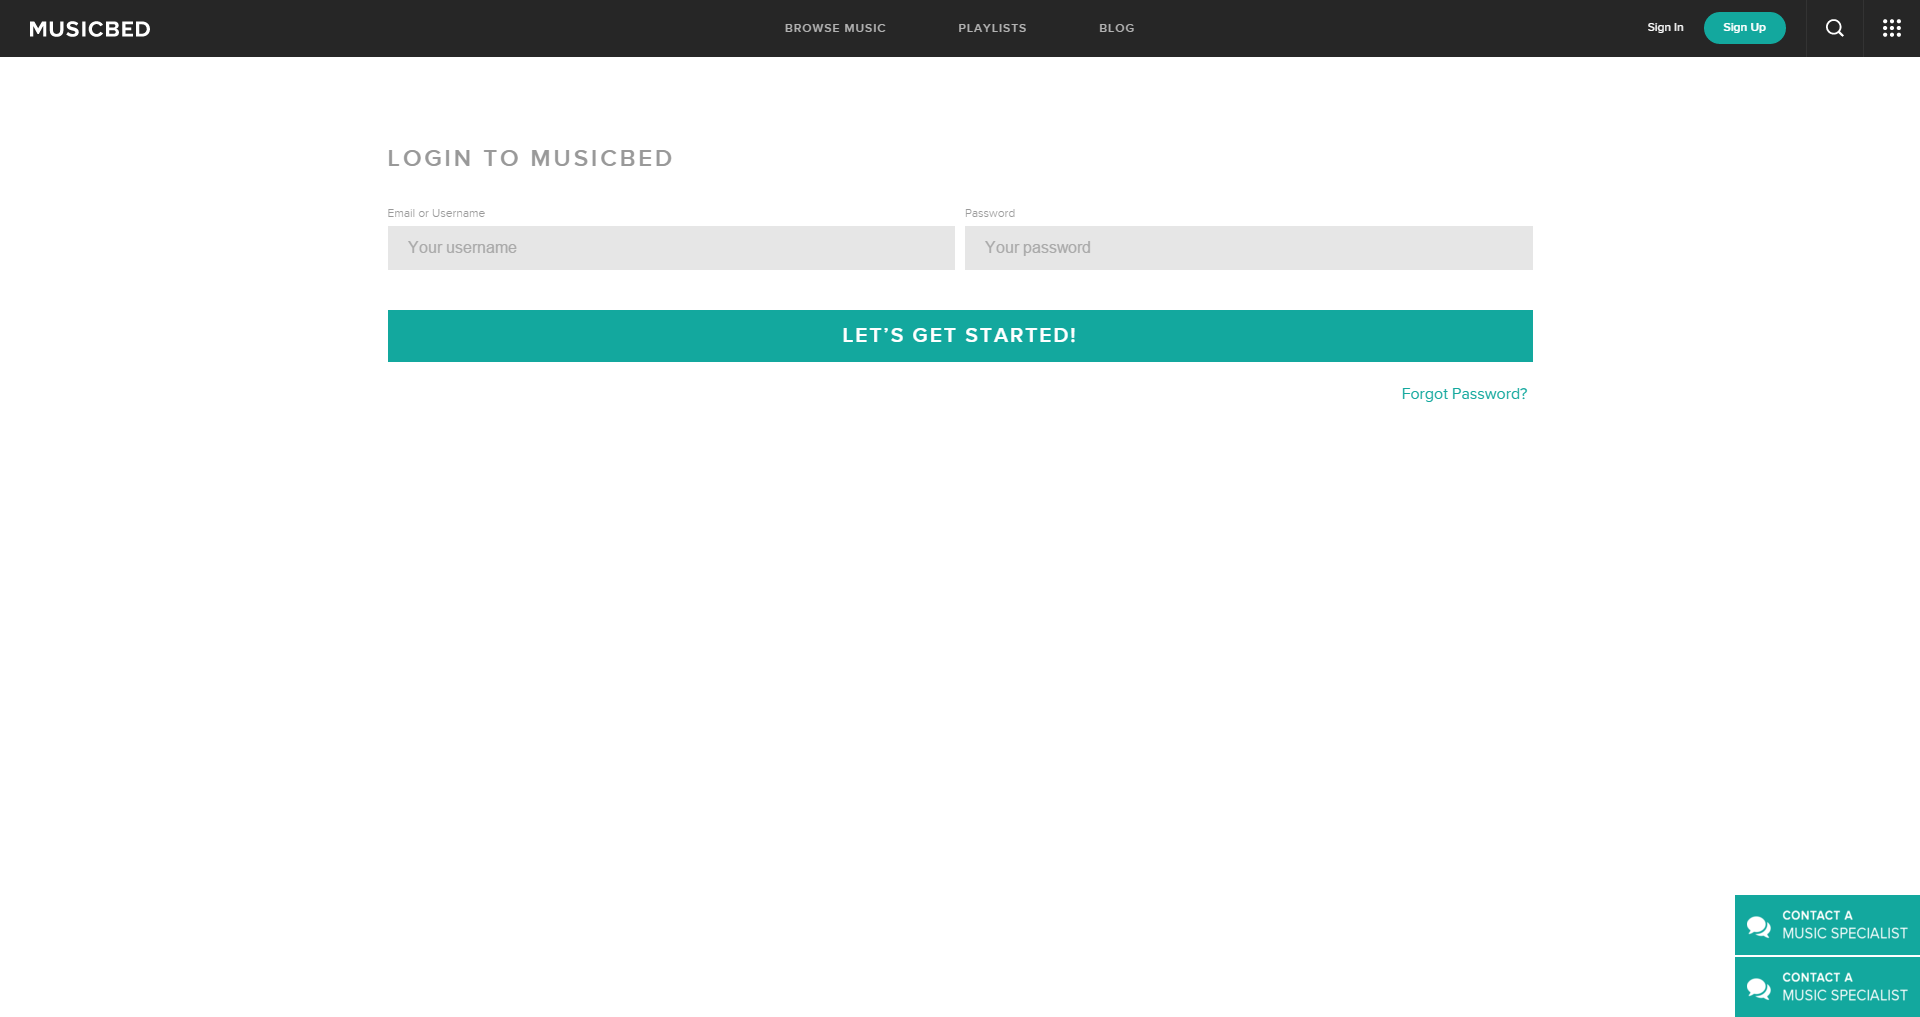 MUSICBED
BROWSE MUSIC
PLAYLISTS
BLOG
Sign In
Sign Up
LOGIN TO MUSICBED
Email or Username
Password
Your username
Your password
LET’S GET STARTED!
Forgot Password?
CONTACT A
MUSIC SPECIALIST
CONTACT A
MUSIC SPECIALIST